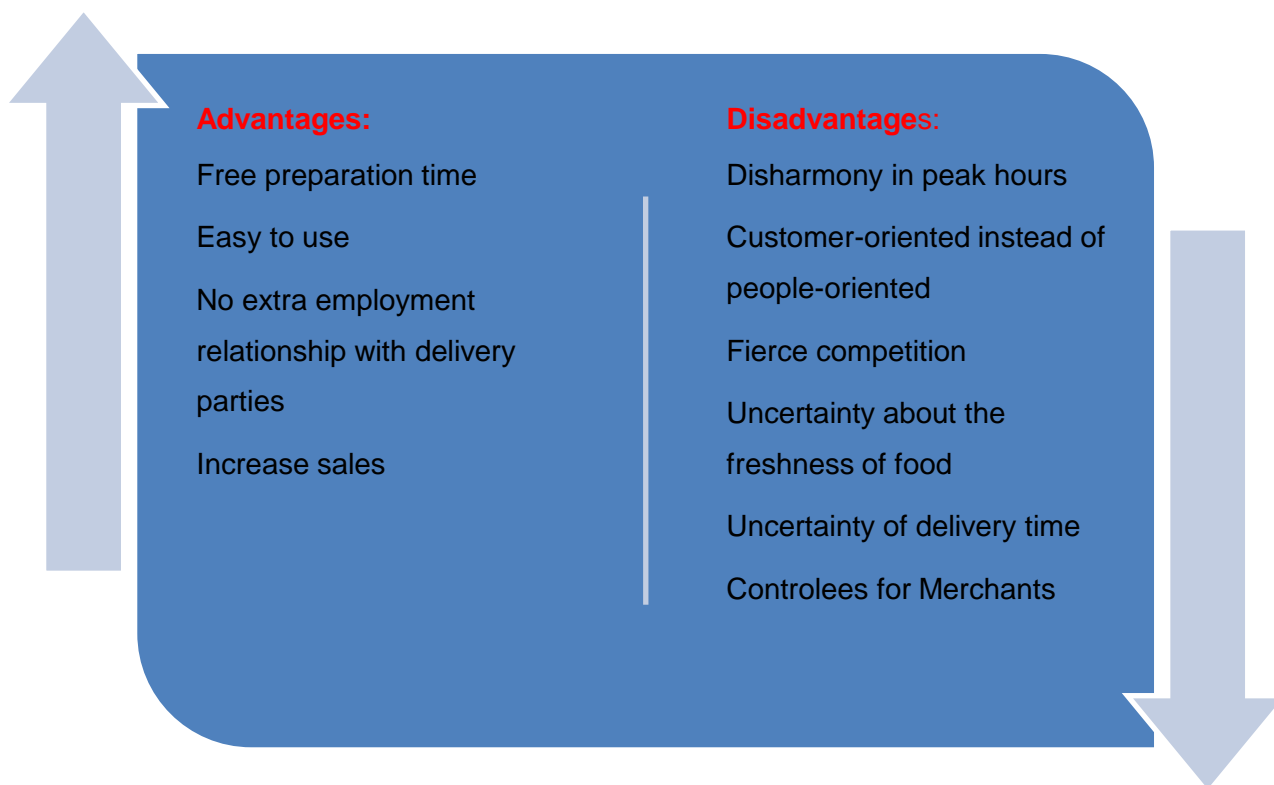 Advantages:
Free preparation time
Easy to use
No extra employment
relationship with delivery
parties
Increase sales
Disadvantages:
Disharmony in peak hours
Customer-oriented instead of
people-oriented
Fierce competition
Uncertainty about the
freshness of food
Uncertainty of delivery time
Controlees for Merchants